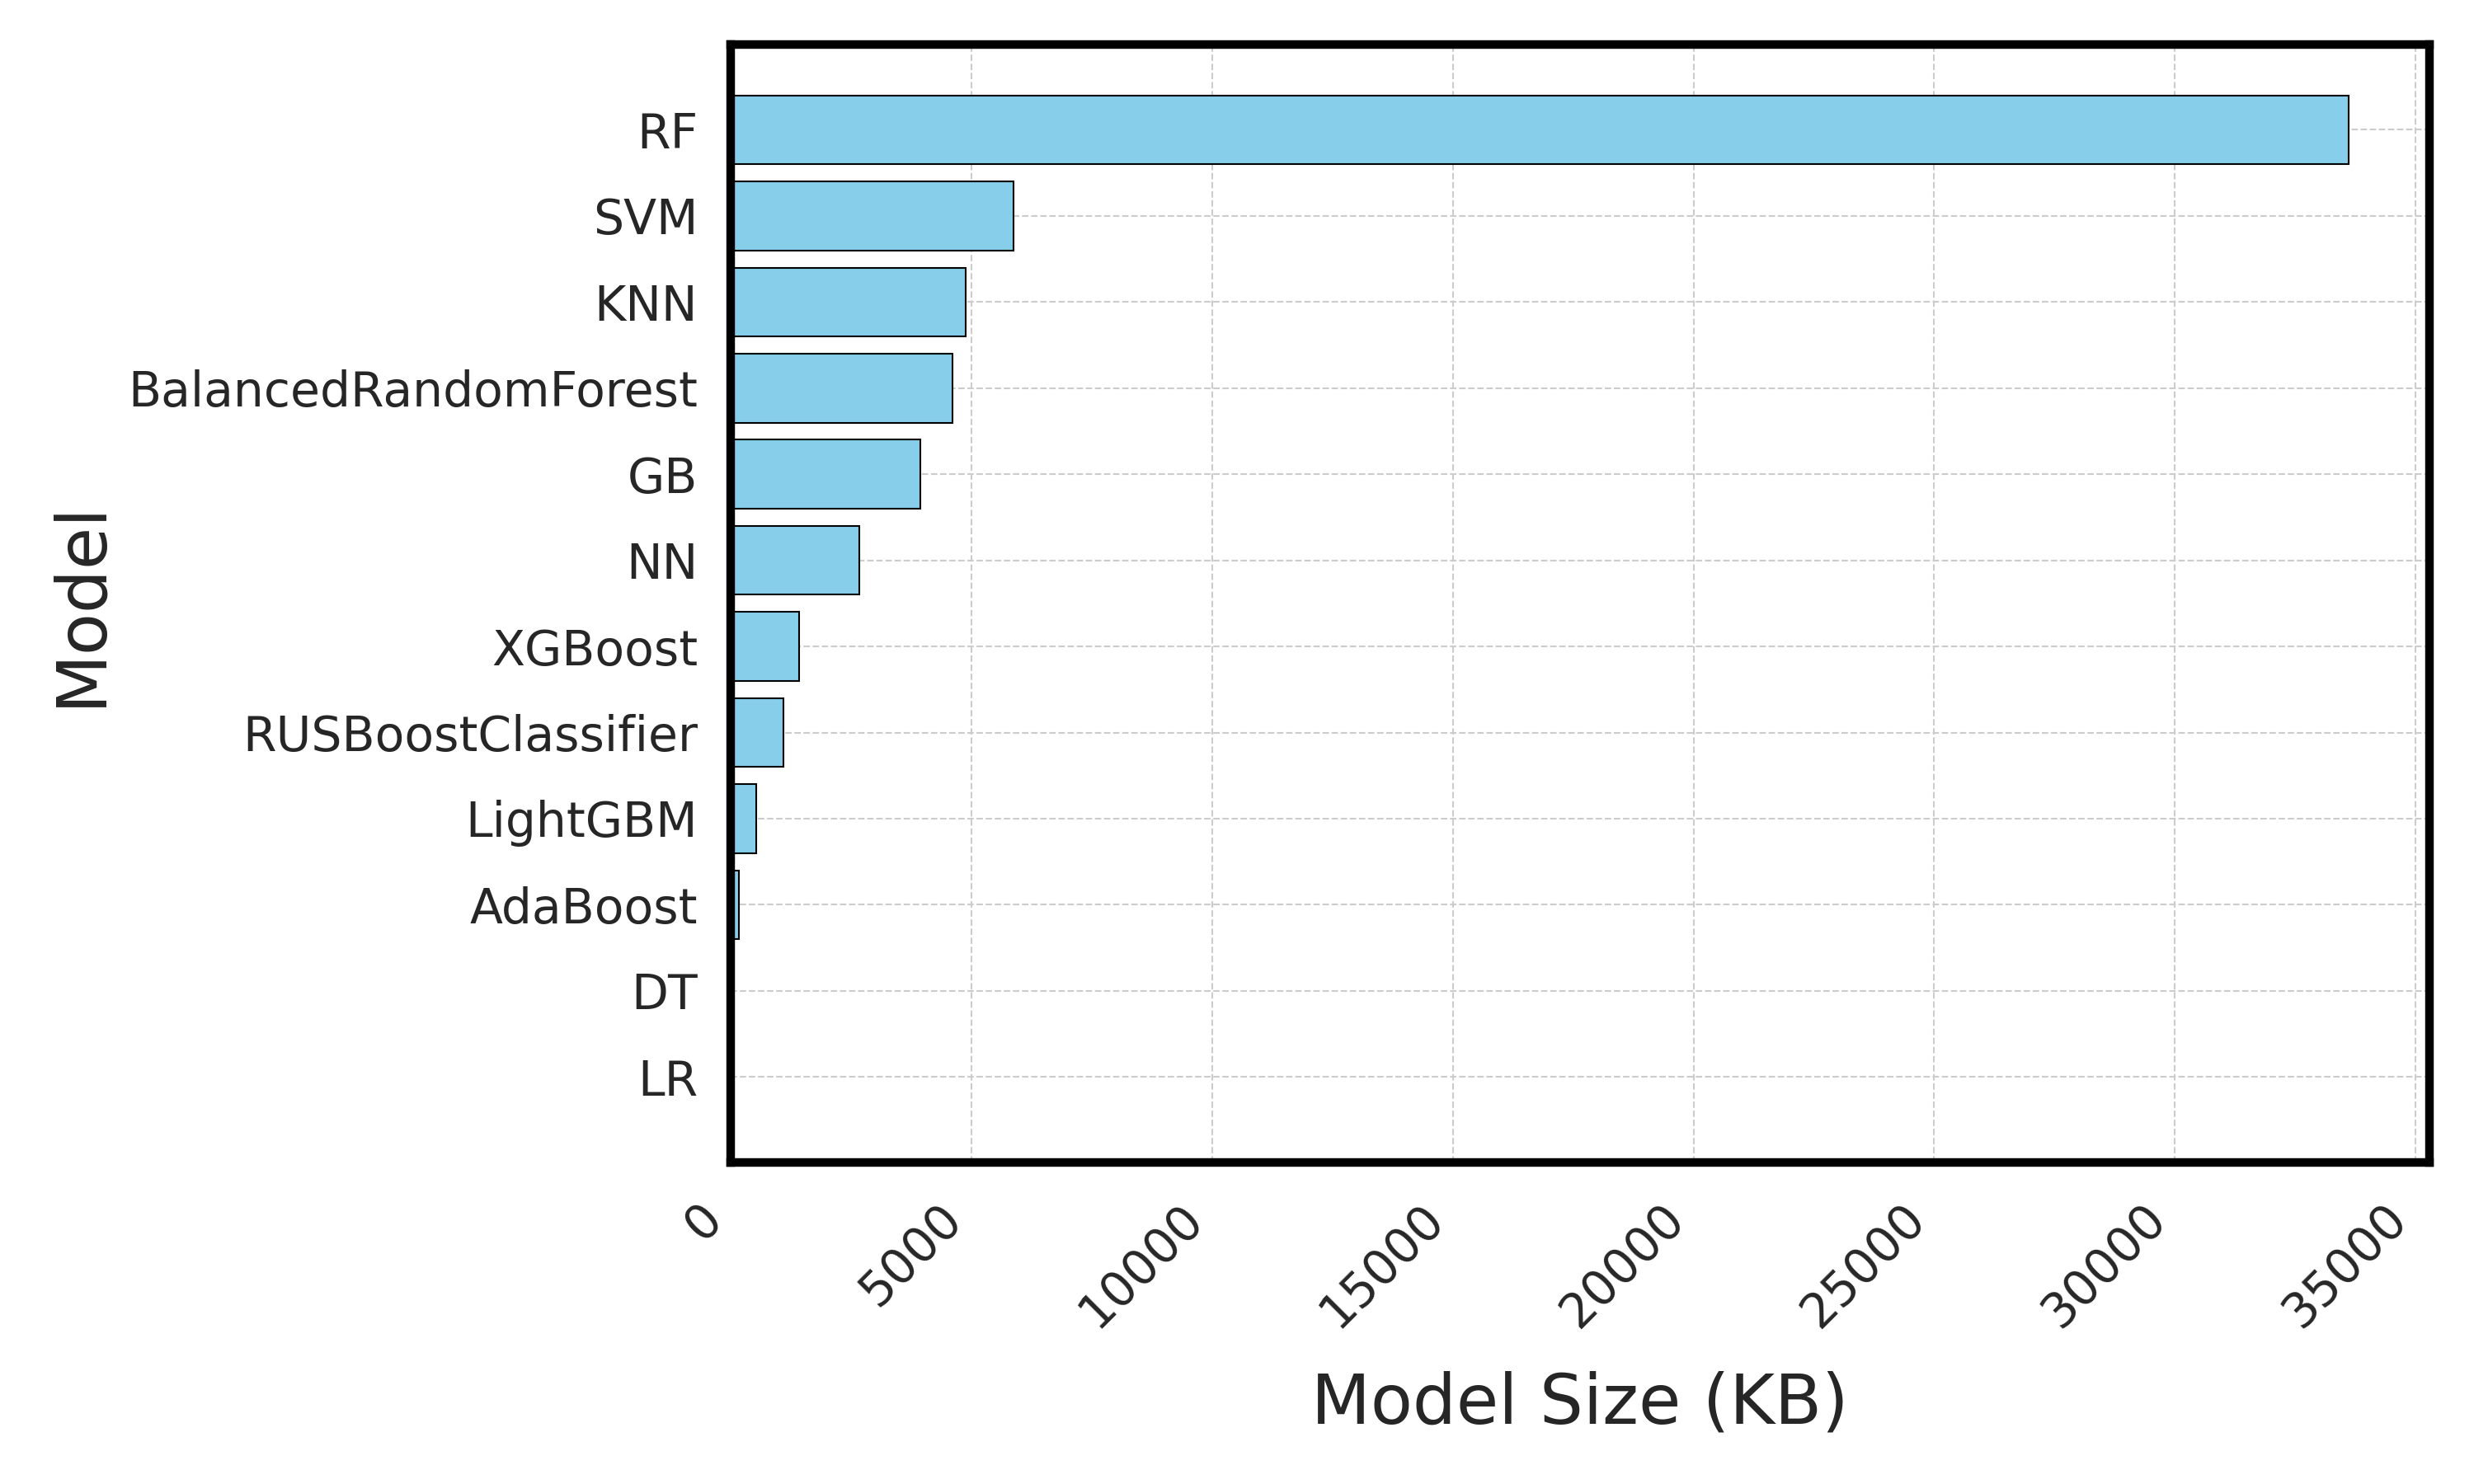 Model
RF
SVM
KNN
BalancedRandomForest
GB
NN
XGBoost
RUSBoostClassifier
LightGBM
AdaBoost
DT
LR
0
5000
10000
15000
20000
25000
30000
35000
Model Size (KB)